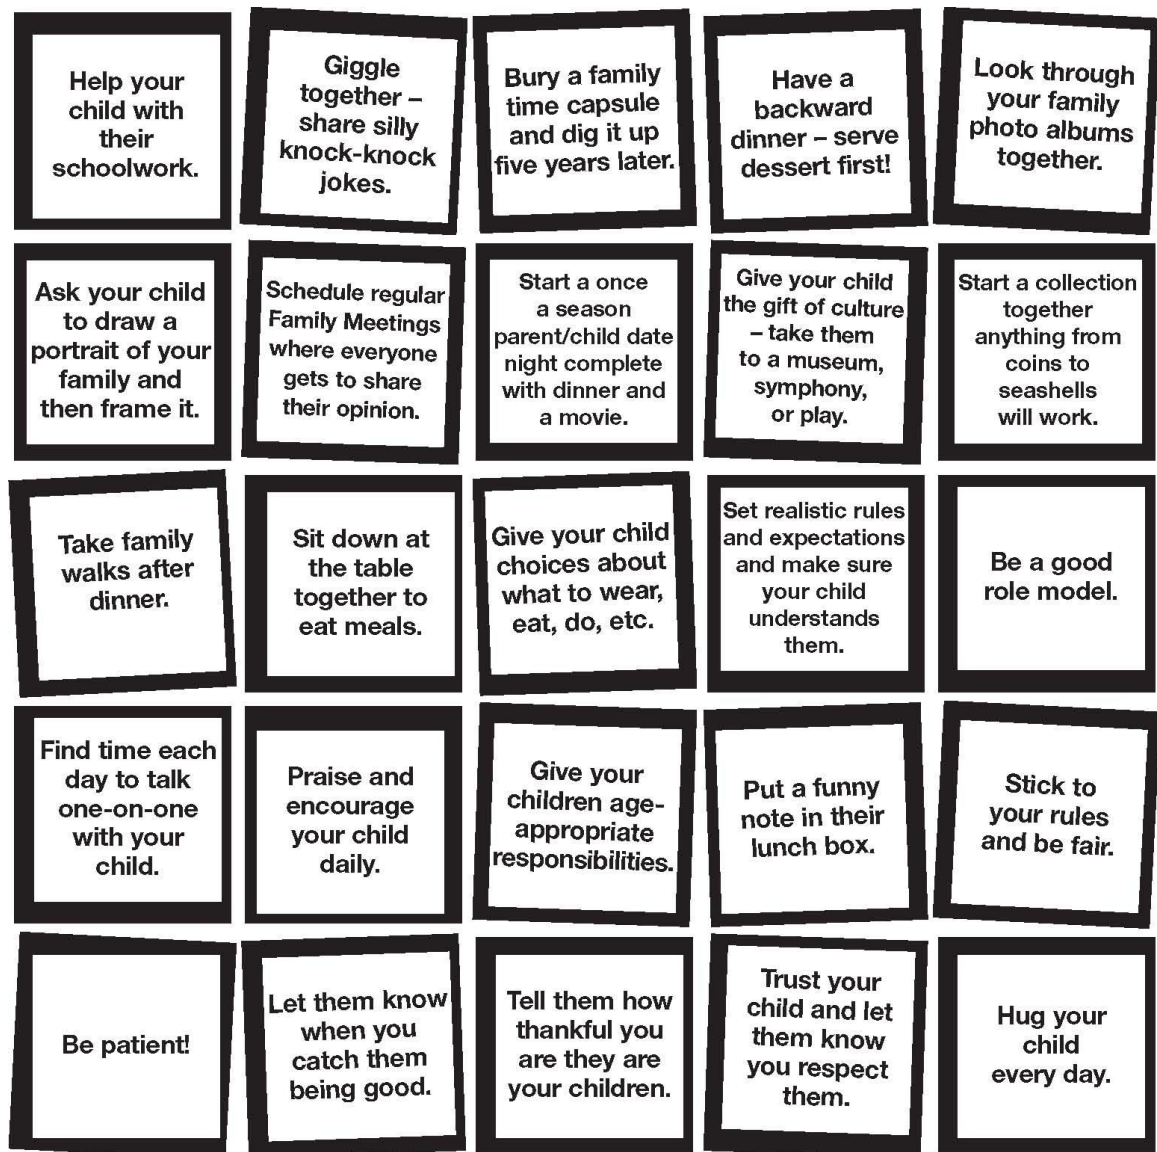 Help your
child with
their
schoolwork.
Giggle
together –
share silly
knock-knock
jokes.
Bury a family
time capsule
and dig it up
five years later.
Have a
backward
dinner – serve
dessert first!
Look through
your family
photo albums
together.
Ask your child
to draw a
portrait of your
family and
then frame it.
Schedule regular
Family Meetings
where everyone
gets to share
their opinion.
Start a once
a season
parent/child date
night complete
with dinner and
a movie.
Give your child
the gift of culture
– take them
to a museum,
symphony,
or play.
Start a collection
together
anything from
coins to
seashells
will work.
Take family
walks after
dinner.
Sit down at
the table
together to
eat meals.
Give your child
choices about
what to wear,
eat, do, etc.
Set realistic rules
and expectations
and make sure
your child
understands
them.
Be a good
role model.
Find time each
day to talk
one-on-one
with your
child.
Praise and
encourage
your child
daily.
Give your
children age-
appropriate
responsibilities.
Put a funny
note in their
lunch box.
Stick to
your rules
and be fair.
Be patient!
Let them know
when you
catch them
being good.
Tell them how
thankful you
are they are
your children.
Trust your
child and let
them know
you respect
them.
Hug your
child
every day.